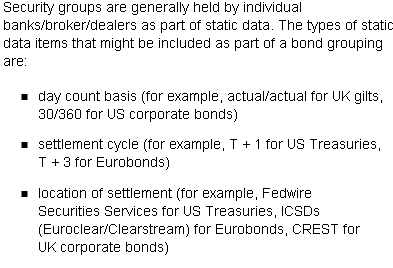 Security groups are generally held by individual
banks/broker/dealers as part of static data. The types of static
data items that might be included as part of a bond grouping
are:
■ day count basis (for example, actual/actual for UK gilts,
30/360 for US corporate bonds)
■ settlement cycle (for example, T + 1 for US Treasuries,
T + 3 for Eurobonds)
■ location of settlement (for example, Fedwire
Securities Services for US Treasuries, ICSDs
(Euroclear/Clearstream) for Eurobonds, CREST for
UK corporate bonds)